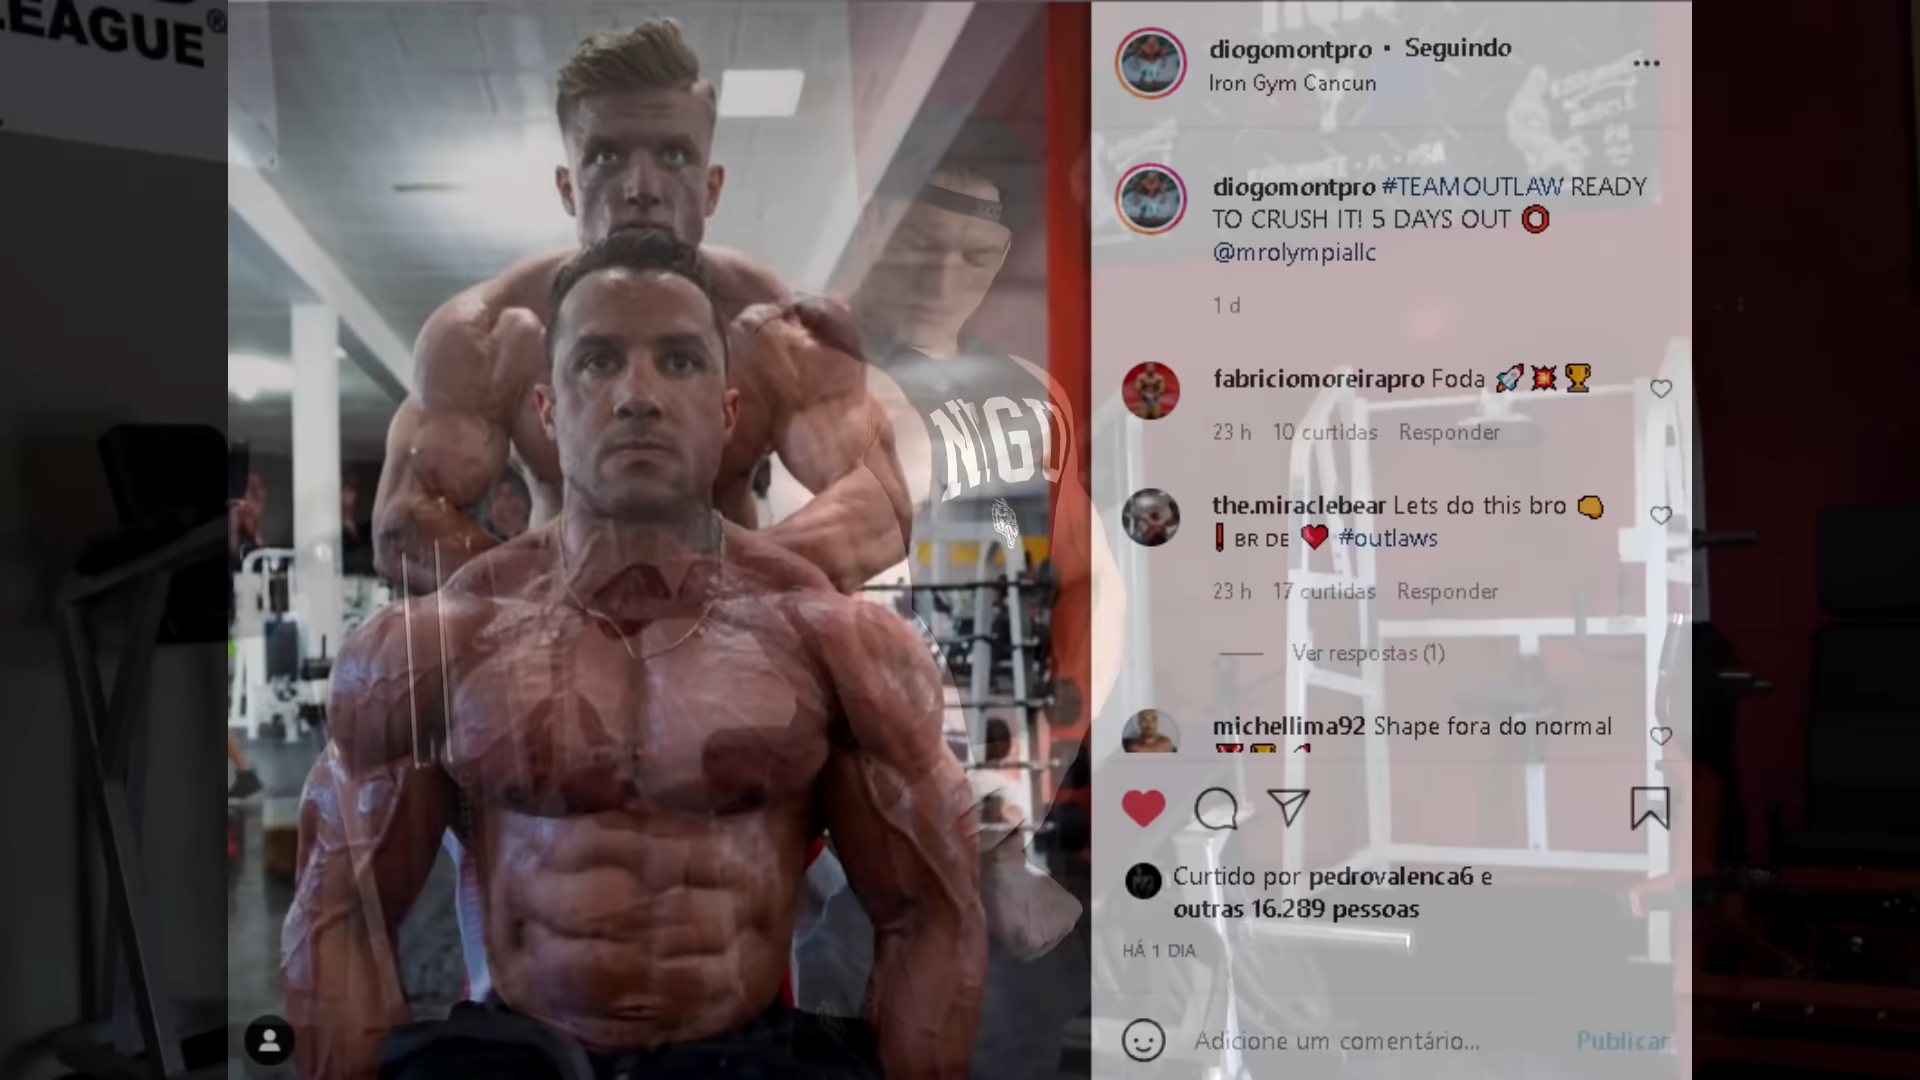 LEAGUE®
diogomontpro • Seguindo
Iron Gym Cancun
diogomontpro #TEAMOUTLAW READY
TO CRUSH IT! 5 DAYS OUT ⭕
@mrolympiallc
1 d
fabriciomoreirapro Foda 🚀 💥 🏆
23 h 10 curtidas Responder
the.miraclebear Lets do this bro 👊
❗ BR DE ❤️ #outlaws
23 h 17 curtidas Responder
Ver respostas (1)
michellima92 Shape fora do normal
Curtido por pedrovalenca6 e
outras 16.289 pessoas
HÁ 1 DIA
Adicione um comentário...
Publicar